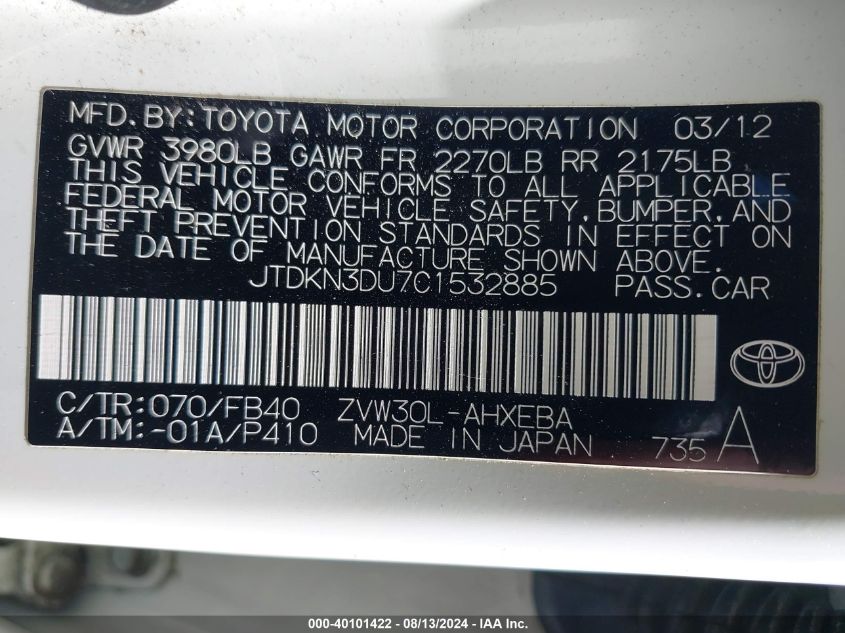 MFD.BY:TOYOTA MOTOR CORPORATION 03/12
GVWR 3980LB GAWR FR 2270LB RR 2175LB
THIS VEHICLE CONFORMS TO ALL APPLICABLE
FEDERAL MOTOR VEHICLE SAFETY,BUMPER,AND
THEFT PREVENTION STANDARDS IN EFFECT ON
THE DATE OF MANUFACTURE SHOWN ABOVE.
JTDKN3DU7C1532885 PASS.CAR
C/TR:070/FB40 ZVW30L-AHXEBA
A/TM:-01A/P410 MADE IN JAPAN 735 A
000-40101422 - 08/13/2024 - IAA Inc.